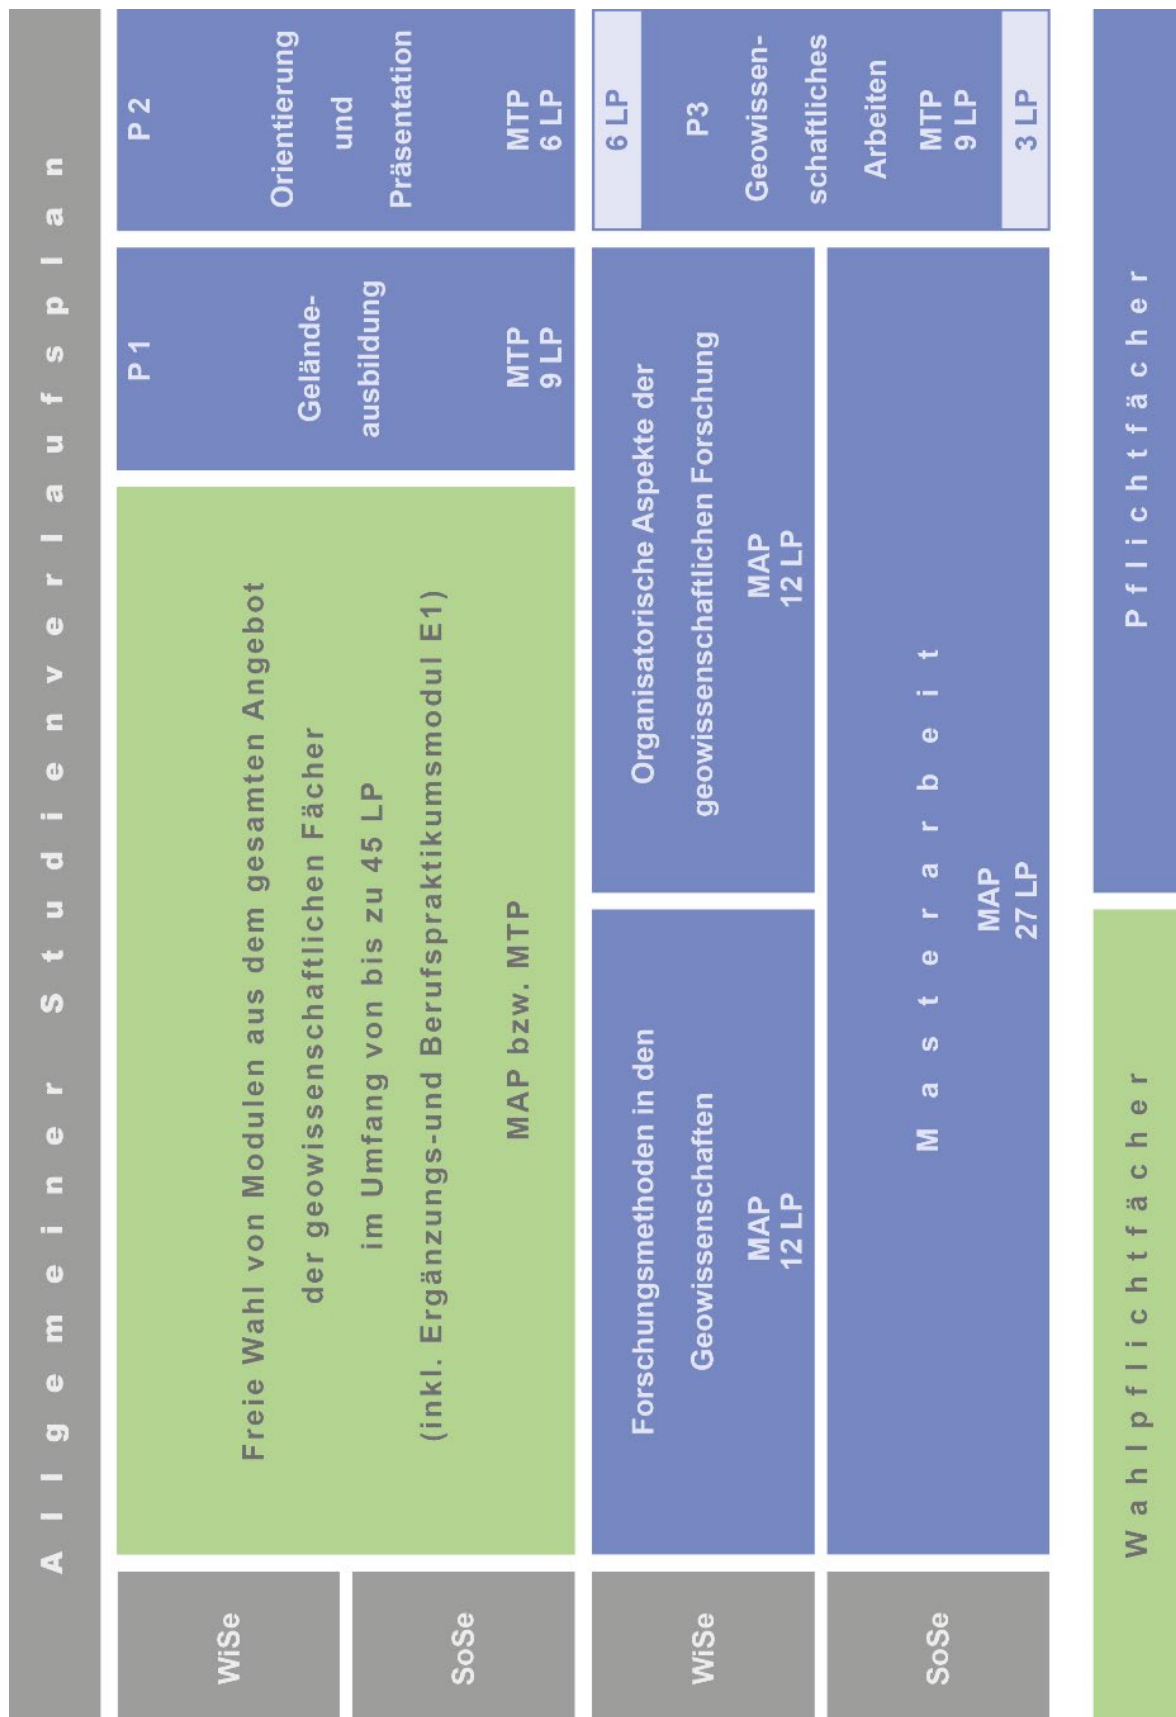 Allgemeiner Studienverlaufsplan
WiSe
SoSe
Freie Wahl von Modulen aus dem gesamten Angebot
der geowissenschaftlichen Fächer
im Umfang von bis zu 45 LP
(inkl. Ergänzungs-und Berufspraktikumsmodul E1)
MAP bzw. MTP
P 1
Gelände-
ausbildung
MTP
9 LP
P 2
Orientierung
und
Präsentation
MTP
6 LP
WiSe
Forschungsmethoden in den
Geowissenschaften
MAP
12 LP
Organisatorische Aspekte der
geowissenschaftlichen Forschung
MAP
12 LP
6 LP
P3
Geowissen-
schaftliches
Arbeiten
MTP
9 LP
3 LP
SoSe
Masterarbeit
MAP
27 LP
Wahlpflichtfächer
Pflichtfächer